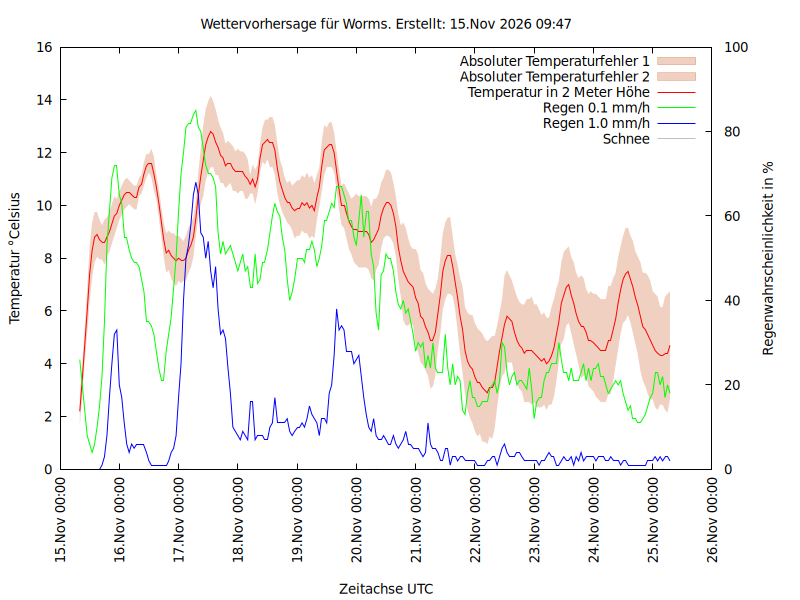 Wettervorhersage für Worms. Erstellt: 15.Nov 2026 09:47
Absoluter Temperaturfehler 1
Absoluter Temperaturfehler 2
Temperatur in 2 Meter Höhe
Regen 0.1 mm/h
Regen 1.0 mm/h
Schnee
Temperatur °Celsius
16
14
12
10
8
6
4
2
0
100
80
60
40
20
0
Regenwahrscheinlichkeit in %
15.Nov 00:00
16.Nov 00:00
17.Nov 00:00
18.Nov 00:00
19.Nov 00:00
20.Nov 00:00
21.Nov 00:00
22.Nov 00:00
23.Nov 00:00
24.Nov 00:00
25.Nov 00:00
26.Nov 00:00
Zeitachse UTC